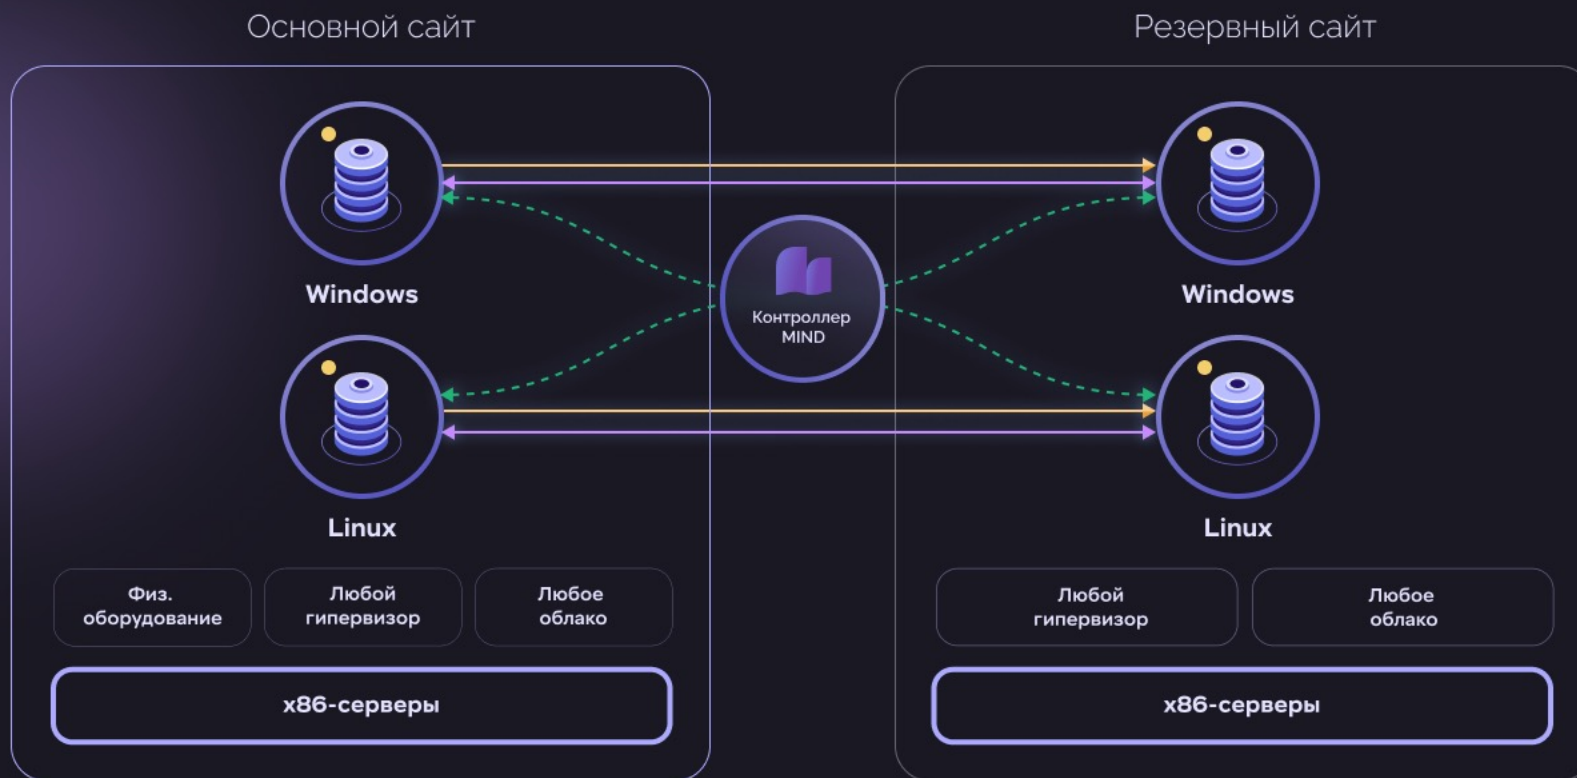 Основной сайт
Резервный сайт
Windows
Windows
Контроллер
MIND
Linux
Linux
Физ.
оборудование
Любой
гипервизор
Любое
облако
Любой
гипервизор
Любое
облако
x86-серверы
x86-серверы